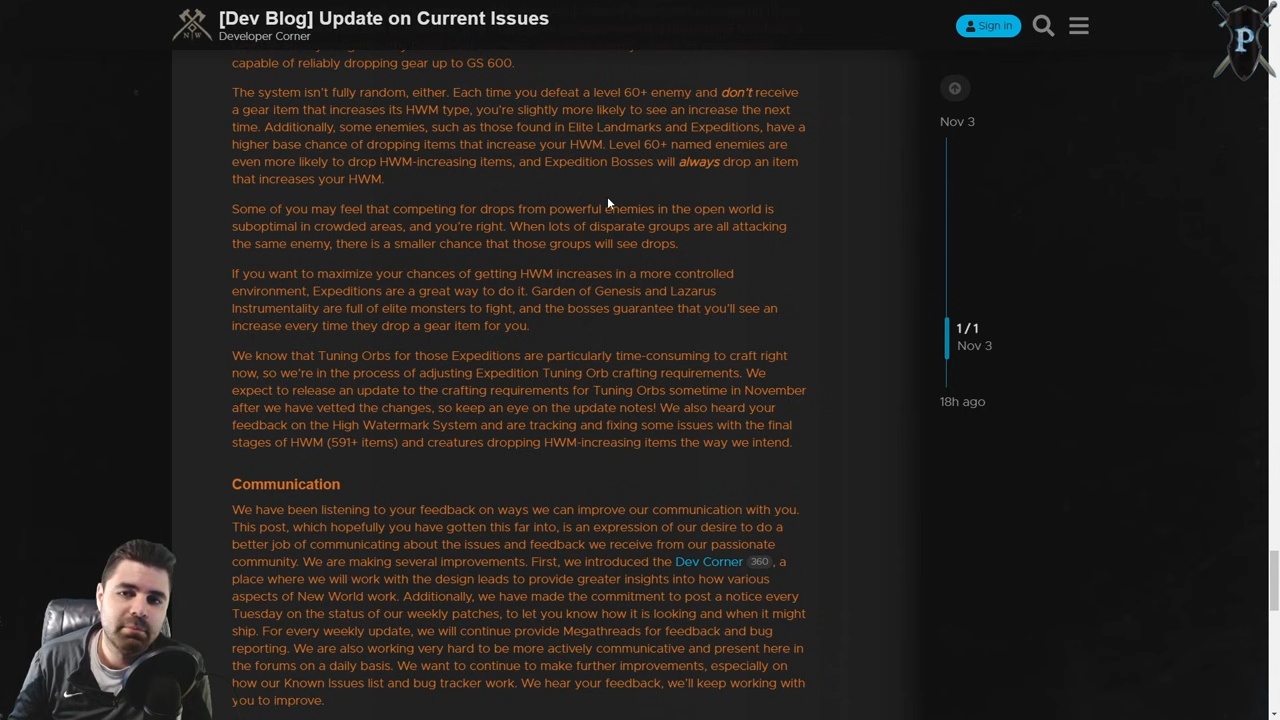 [Dev Blog] Update on Current Issues
Developer Corner
Sign in
capable of reliably dropping gear up to GS 600.
The system isn't fully random, either. Each time you defeat a level 60+ enemy and don't receive
a gear item that increases its HWM type, you're slightly more likely to see an increase the next
time. Additionally, some enemies, such as those found in Elite Landmarks and Expeditions, have a
higher base chance of dropping items that increase your HWM. Level 60+ named enemies are
even more likely to drop HWM-increasing items, and Expedition Bosses will always drop an item
that increases your HWM.
Some of you may feel that competing for drops from powerful enemies in the open world is
suboptimal in crowded areas, and you're right. When lots of disparate groups are all attacking
the same enemy, there is a smaller chance that those groups will see drops.
If you want to maximize your chances of getting HWM increases in a more controlled
environment, Expeditions are a great way to do it. Garden of Genesis and Lazarus
Instrumentality are full of elite monsters to fight, and the bosses guarantee that you'll see an
increase every time they drop a gear item for you.
We know that Tuning Orbs for those Expeditions are particularly time-consuming to craft right
now, so we're in the process of adjusting Expedition Tuning Orb crafting requirements. We
expect to release an update to the crafting requirements for Tuning Orbs sometime in November
after we have vetted the changes, so keep an eye on the update notes! We also heard your
feedback on the High Watermark System and are tracking and fixing some issues with the final
stages of HWM (591+ items) and creatures dropping HWM-increasing items the way we intend.
Communication
We have been listening to your feedback on ways we can improve our communication with you.
This post, which hopefully you have gotten this far into, is an expression of our desire to do a
better job of communicating about the issues and feedback we receive from our passionate
community. We are making several improvements. First, we introduced the Dev Corner 360, a
place where we will work with the design leads to provide greater insights into how various
aspects of New World work. Additionally, we have made the commitment to post a notice every
Tuesday on the status of our weekly patches, to let you know how it is looking and when it might
ship. For every weekly update, we will continue provide Megathreads for feedback and bug
reporting. We are also working very hard to be more actively communicative and present here in
the forums on a daily basis. We want to continue to make further improvements, especially on
how our Known Issues list and bug tracker work. We hear your feedback, we'll keep working with
you to improve.
Nov 3
1 / 1
Nov 3
18h ago
N W
P